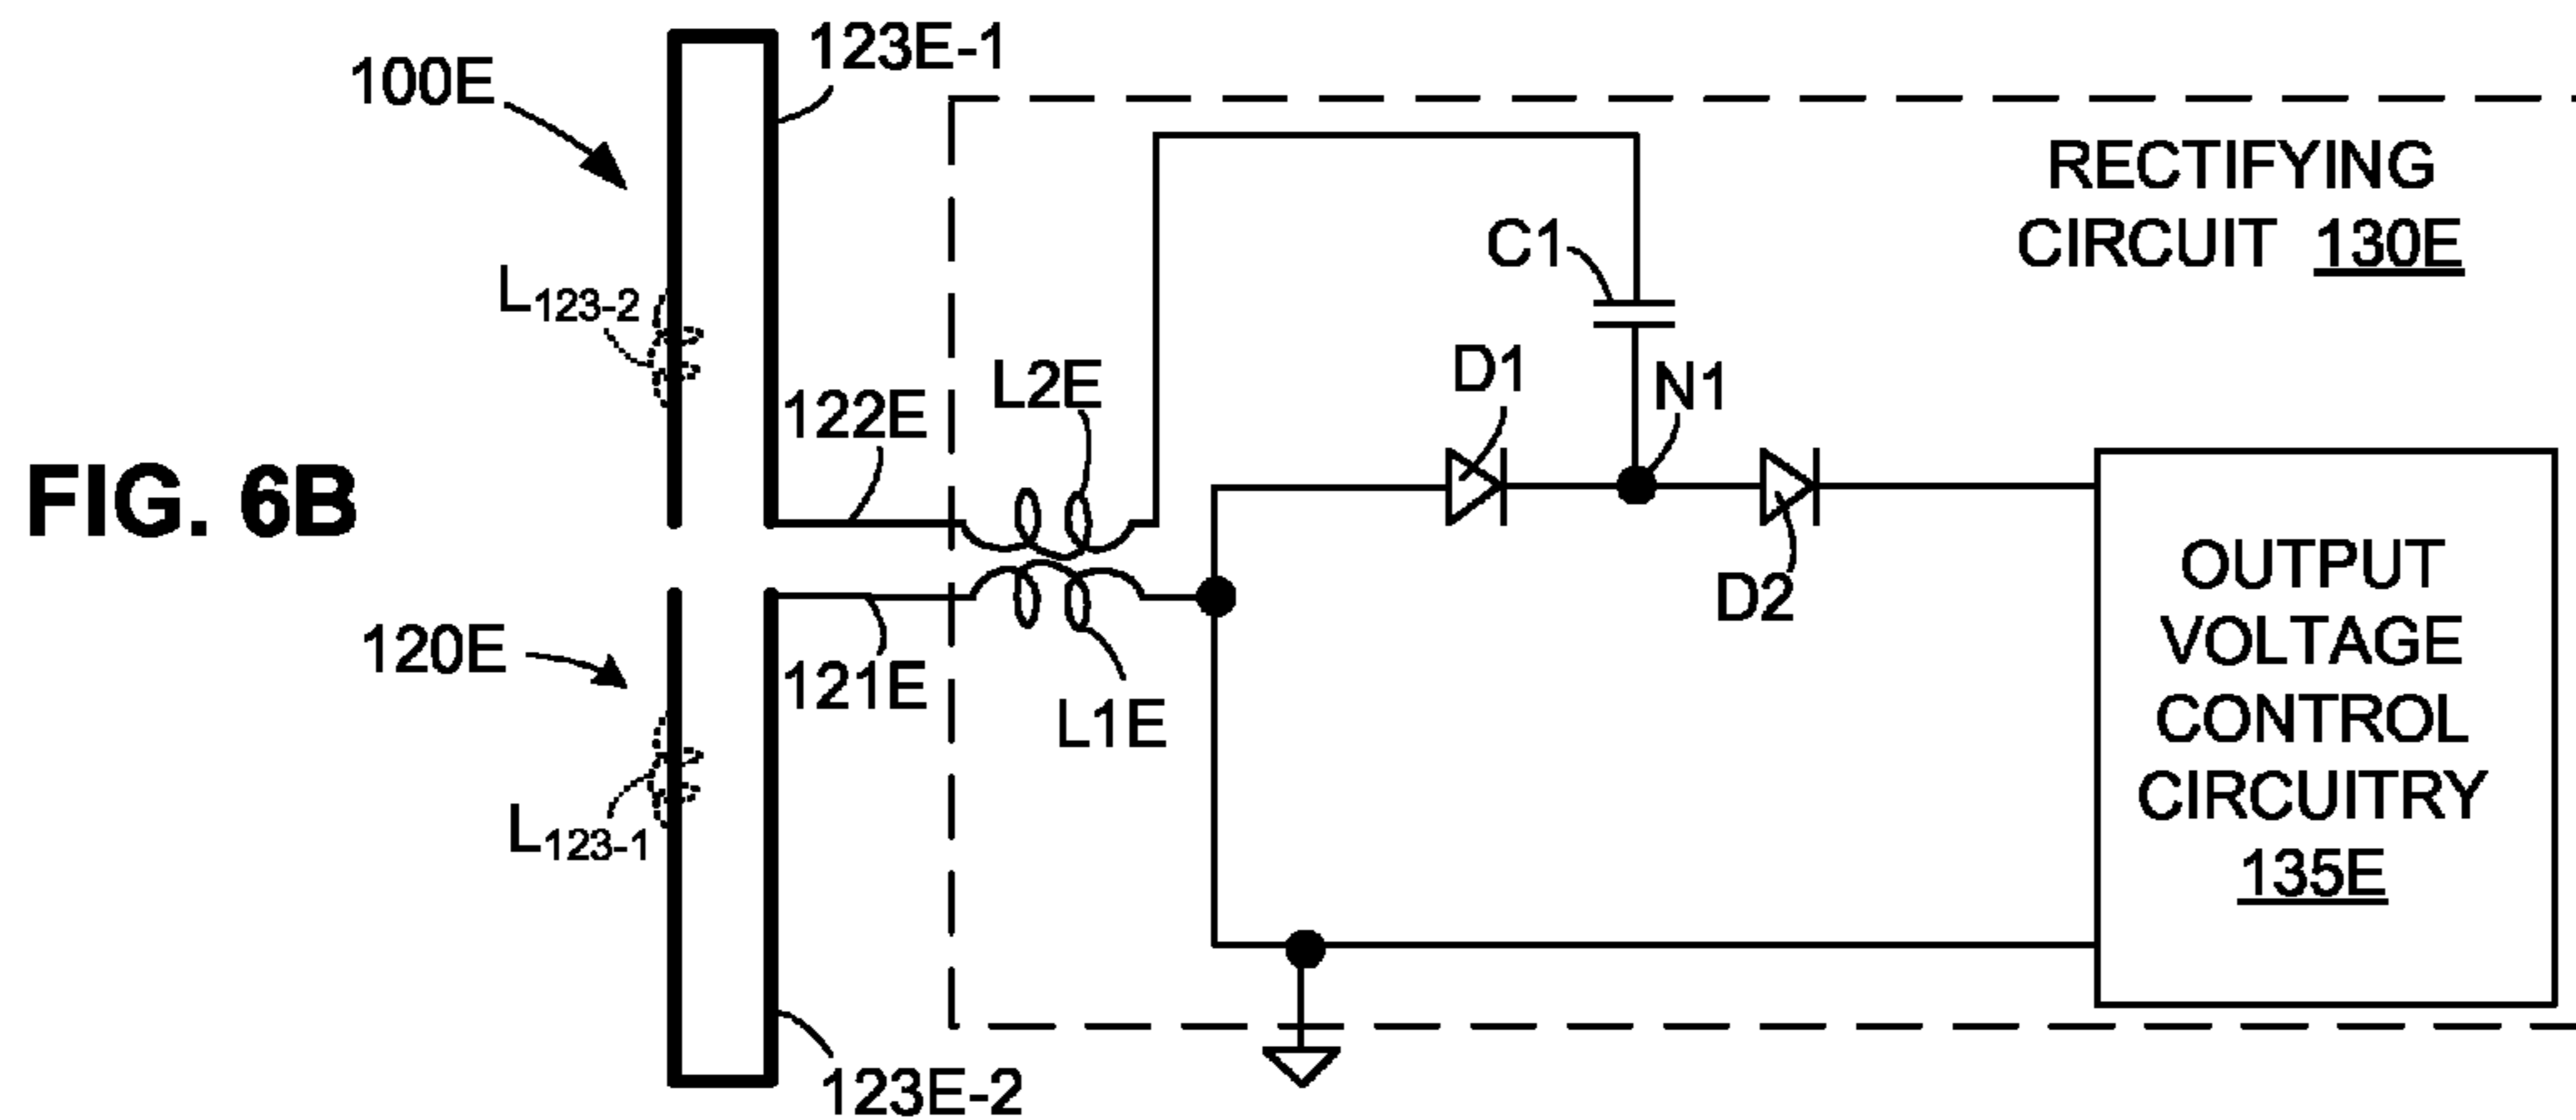 123E-1
100E
RECTIFYING
CIRCUIT 130E
C1
L123-2
D1
N1
L2E
122E
FIG. 6B
D2
OUTPUT
VOLTAGE
CONTROL
CIRCUITRY
135E
120E
121E
L1E
L123-1
123E-2